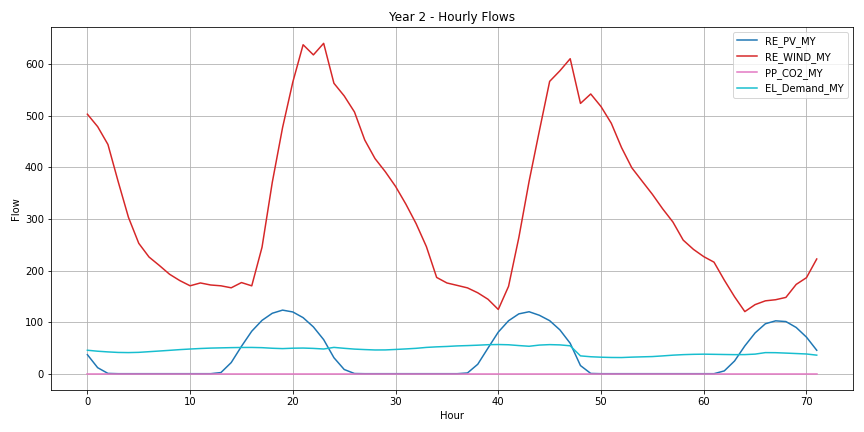 Year 2 - Hourly Flows
RE_PV_MY
RE_WIND_MY
PP_CO2_MY
EL_Demand_MY
Flow
600
500
400
300
200
100
0
0 10 20 30 40 50 60 70
Hour